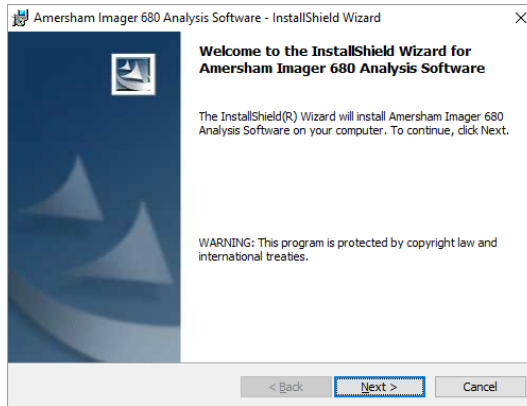 Amersham Imager 680 Analysis Software - InstallShield Wizard
Welcome to the InstallShield Wizard for
Amersham Imager 680 Analysis Software
The InstallShield(R) Wizard will install Amersham Imager 680
Analysis Software on your computer. To continue, click Next.
WARNING: This program is protected by copyright law and
international treaties.
< Back
Next >
Cancel